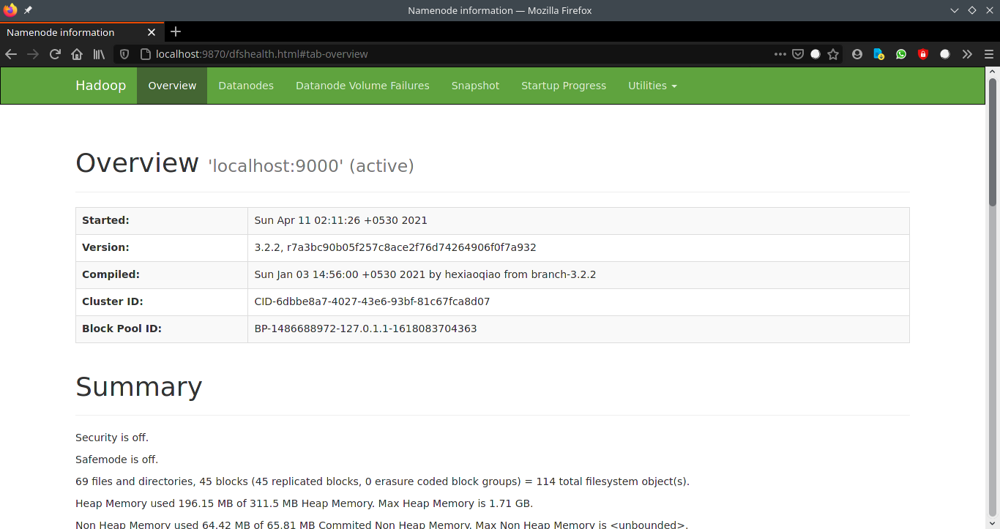 Namenode information — Mozilla Firefox
Namenode information
localhost:9870/dfshealth.html#tab-overview
Hadoop Overview Datanodes Datanode Volume Failures Snapshot Startup Progress Utilities
Overview 'localhost:9000' (active)
Started: Sun Apr 11 02:11:26 +0530 2021
Version: 3.2.2, r7a3bc90b05f257c8ace2f76d74264906f0f7a932
Compiled: Sun Jan 03 14:56:00 +0530 2021 by hexiaoqiao from branch-3.2.2
Cluster ID: CID-6dbbe8a7-4027-43e6-93bf-81c67fca8d07
Block Pool ID: BP-1486688972-127.0.1.1-1618083704363
Summary
Security is off.
Safemode is off.
69 files and directories, 45 blocks (45 replicated blocks, 0 erasure coded block groups) = 114 total filesystem object(s).
Heap Memory used 196.15 MB of 311.5 MB Heap Memory. Max Heap Memory is 1.71 GB.
Non Heap Memory used 64.42 MB of 65.81 MB Commited Non Heap Memory. Max Non Heap Memory is <unbounded>.